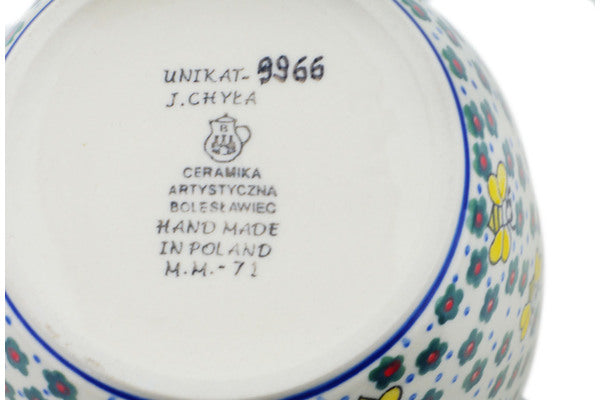 UNIKAT-9966
J. CHYŁA
B
CERAMIKA
ARTYSTYCZNA
BOLESŁAWIEC
HAND MADE
IN POLAND
M.M.-71